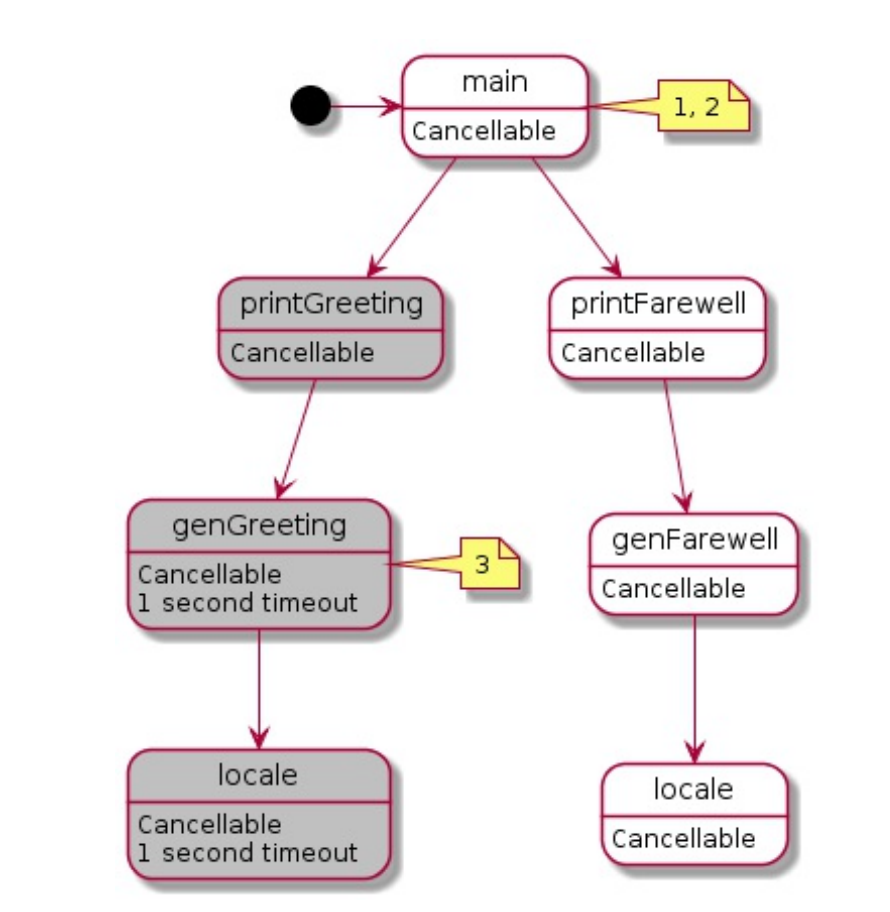 main
Cancellable
1, 2
printGreeting
Cancellable
printFarewell
Cancellable
genGreeting
Cancellable
1 second timeout
3
genFarewell
Cancellable
locale
Cancellable
1 second timeout
locale
Cancellable